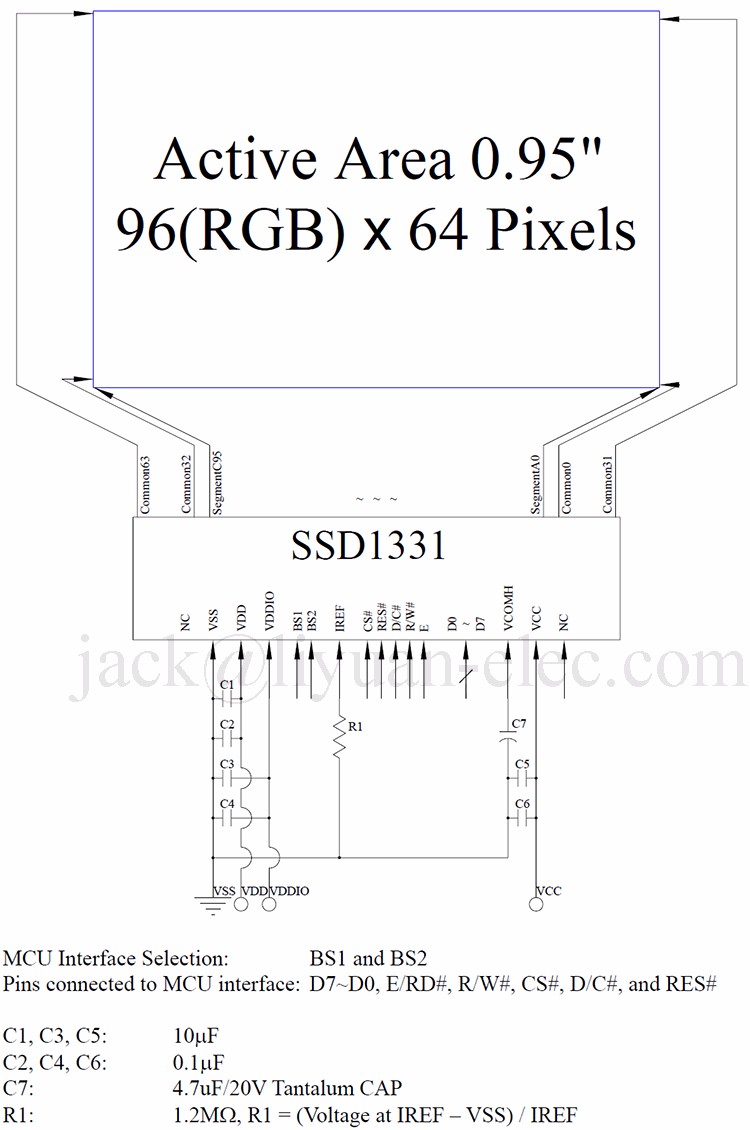 Active Area 0.95"
96(RGB) x 64 Pixels
Common63
Common32
SegmentC95
~ ~ ~
SegmentA0
Common0
Common31
SSD1331
NC
VSS
VDD
VDDIO
BS1
BS2
IREF
CS#
RES#
D/C#
R/W#
E
D0
~
D7
VCOMH
VCC
NC
jack@liyuan-elec.com
C1
C2
C3
C4
R1
C7
C5
C6
VSS VDD VDDIO VCC
MCU Interface Selection: BS1 and BS2
Pins connected to MCU interface: D7~D0, E/RD#, R/W#, CS#, D/C#, and RES#
C1, C3, C5: 10μF
C2, C4, C6: 0.1μF
C7: 4.7uF/20V Tantalum CAP
R1: 1.2MΩ, R1 = (Voltage at IREF – VSS) / IREF